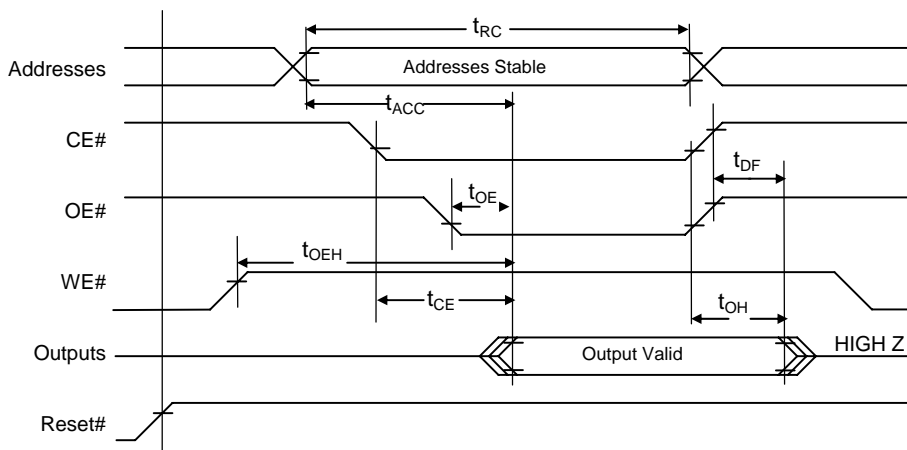 tRC
Addresses
Addresses Stable
tACC
CE#
tDF
tOE
OE#
tOEH
WE#
tCE
tOH
Outputs
Output Valid
HIGH Z
Reset#